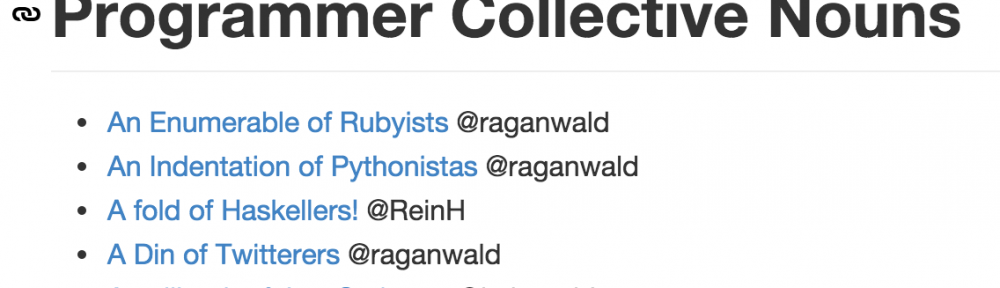 Programmer Collective Nouns
An Enumerable of Rubyists @raganwald
An Indentation of Pythonistas @raganwald
A fold of Haskellers! @ReinH
A Din of Twitterers @raganwald